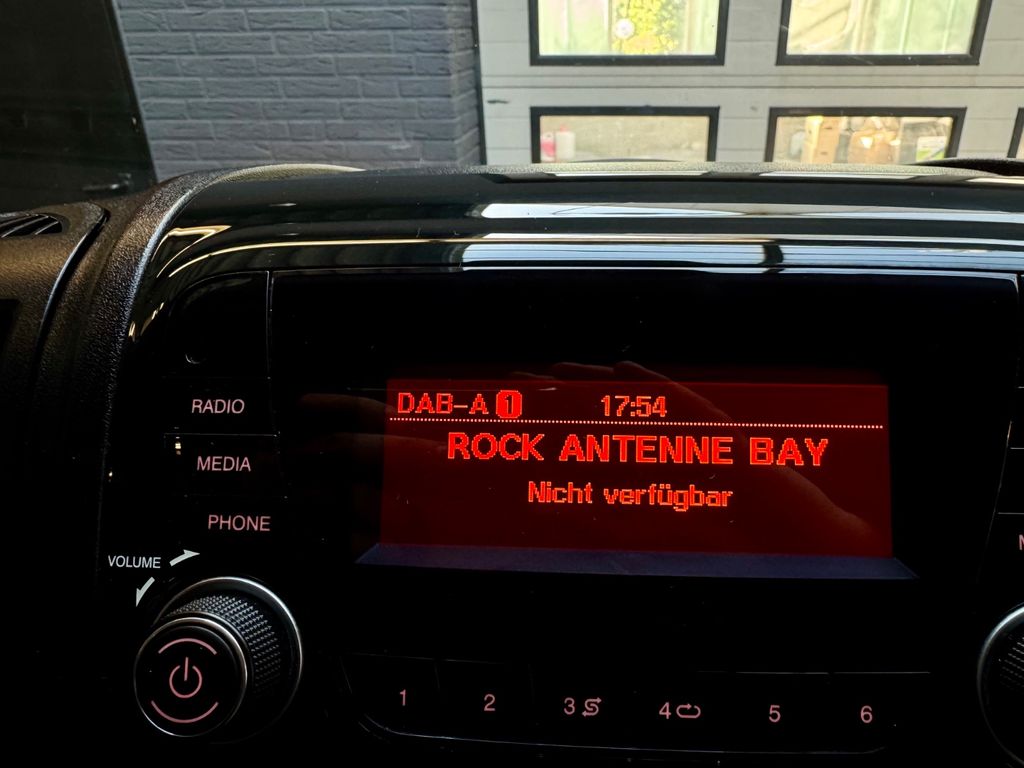 DAB-A 1 17:54
ROCK ANTENNE BAY
Nicht verfügbar
RADIO
MEDIA
PHONE
VOLUME
1 2 3 4 5 6